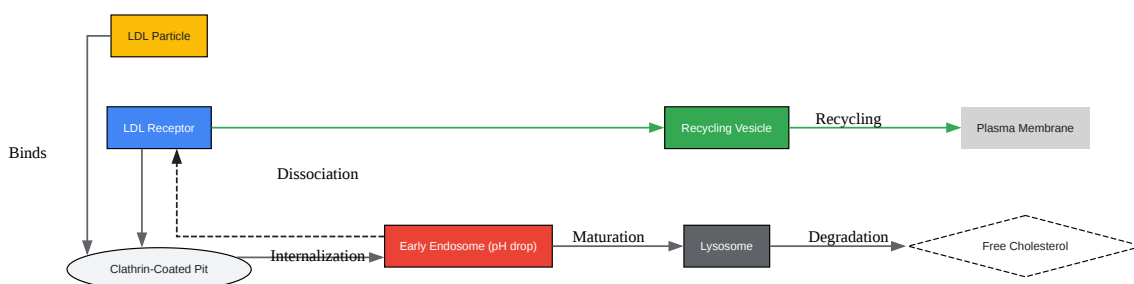 LDL Particle
LDL Receptor
Recycling Vesicle
Recycling
Plasma Membrane
Binds
Dissociation
Clathrin-Coated Pit
Internalization
Early Endosome (pH drop)
Maturation
Lysosome
Degradation
Free Cholesterol